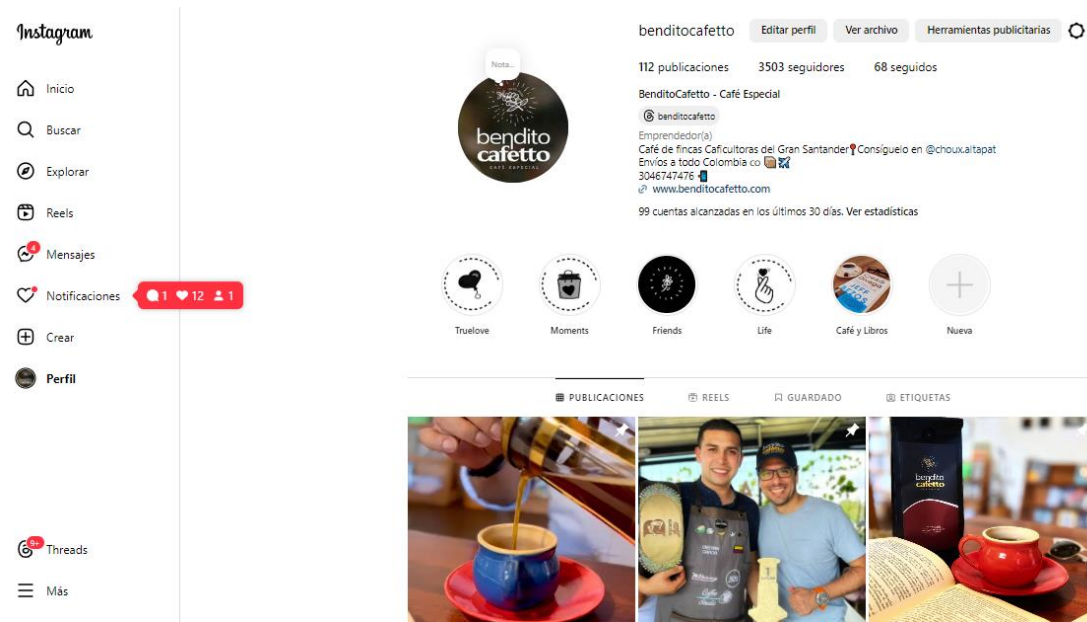 Instagram
Inicio
Buscar
Explorar
Reels
4
Mensajes
Notificaciones
1 12 1
Crear
Perfil
9+
Threads
Más
Nota...
bendito
cafetto
CAFÉ ESPECIAL
benditocafetto Editar perfil Ver archivo Herramientas publicitarias
112 publicaciones 3503 seguidores 68 seguidos
BenditoCafetto - Café Especial
benditocafetto
Emprendedor(a)
Café de fincas Caficultoras del Gran Santander📍Consíguelo en @choux.altapat
Envíos a todo Colombia co 📦✈️
3046747476 📲
www.benditocafetto.com
99 cuentas alcanzadas en los últimos 30 días. Ver estadísticas
Truelove Moments Friends Life Café y Libros Nueva
PUBLICACIONES REELS GUARDADO ETIQUETAS
bendito
cafetto